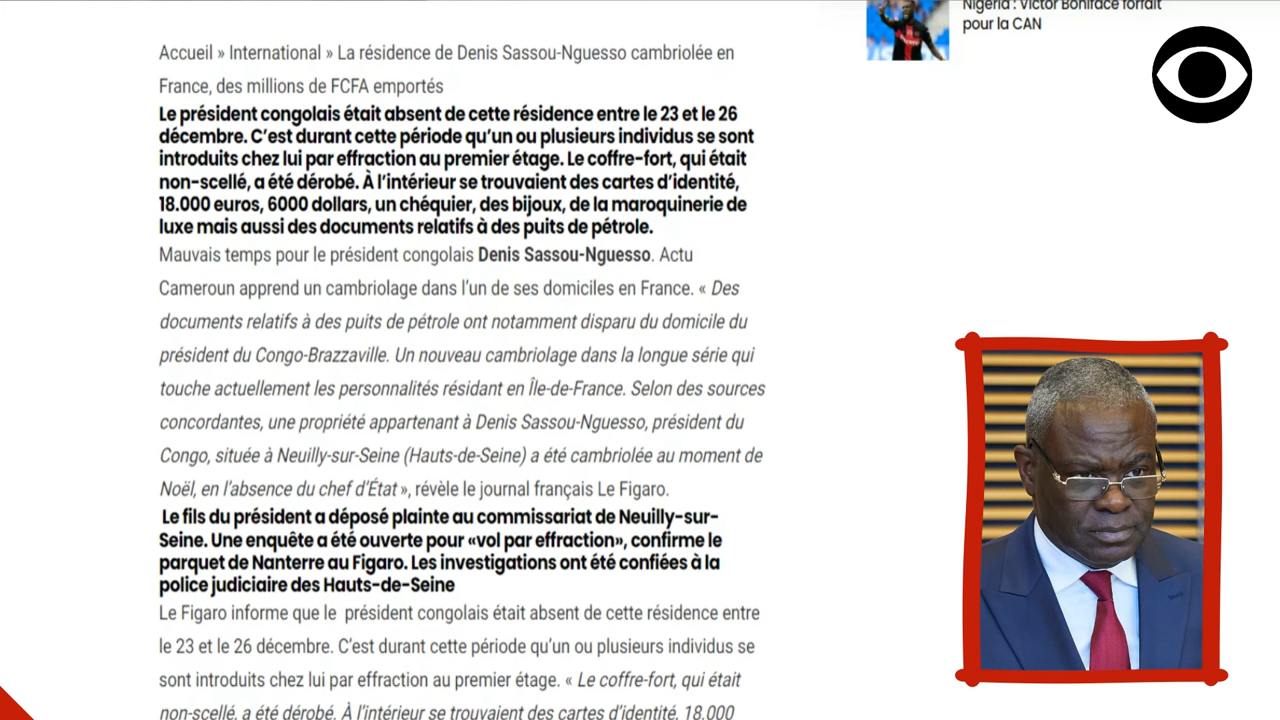 Nigeria : Victor Boniface forfait
pour la CAN
Accueil » International » La résidence de Denis Sassou-Nguesso cambriolée en
France, des millions de FCFA emportés
Le président congolais était absent de cette résidence entre le 23 et le 26
décembre. C’est durant cette période qu’un ou plusieurs individus se sont
introduits chez lui par effraction au premier étage. Le coffre-fort, qui était
non-scellé, a été dérobé. À l’intérieur se trouvaient des cartes d’identité,
18.000 euros, 6000 dollars, un chéquier, des bijoux, de la maroquinerie de
luxe mais aussi des documents relatifs à des puits de pétrole.
Mauvais temps pour le président congolais Denis Sassou-Nguesso. Actu
Cameroun apprend un cambriolage dans l’un de ses domiciles en France. « Des
documents relatifs à des puits de pétrole ont notamment disparu du domicile du
président du Congo-Brazzaville. Un nouveau cambriolage dans la longue série qui
touche actuellement les personnalités résidant en Île-de-France. Selon des sources
concordantes, une propriété appartenant à Denis Sassou-Nguesso, président du
Congo, située à Neuilly-sur-Seine (Hauts-de-Seine) a été cambriolée au moment de
Noël, en l’absence du chef d’État », révèle le journal français Le Figaro.
Le fils du président a déposé plainte au commissariat de Neuilly-sur-
Seine. Une enquête a été ouverte pour «vol par effraction», confirme le
parquet de Nanterre au Figaro. Les investigations ont été confiées à la
police judiciaire des Hauts-de-Seine
Le Figaro informe que le président congolais était absent de cette résidence entre
le 23 et le 26 décembre. C’est durant cette période qu’un ou plusieurs individus se
sont introduits chez lui par effraction au premier étage. « Le coffre-fort, qui était
non-scellé, a été dérobé. À l’intérieur se trouvaient des cartes d’identité, 18.000